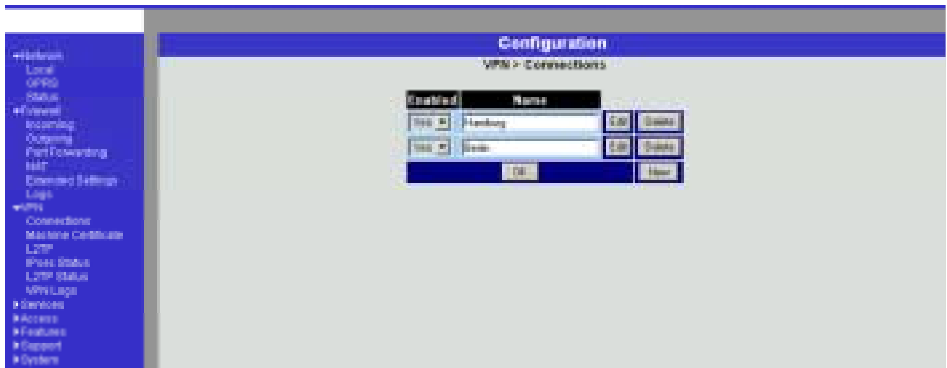 Configuration
VPN > Connections
Network
Local
GPRS
Status
Firewall
Incoming
Outgoing
Port Forwarding
NAT
Extended Settings
Logs
VPN
Connections
Machine Certificate
L2TP
IPsec Status
L2TP Status
VPN Logs
Services
Access
Features
Support
System
Enabled Name
Yes Hamburg Edit Delete
Yes Berlin Edit Delete
OK New